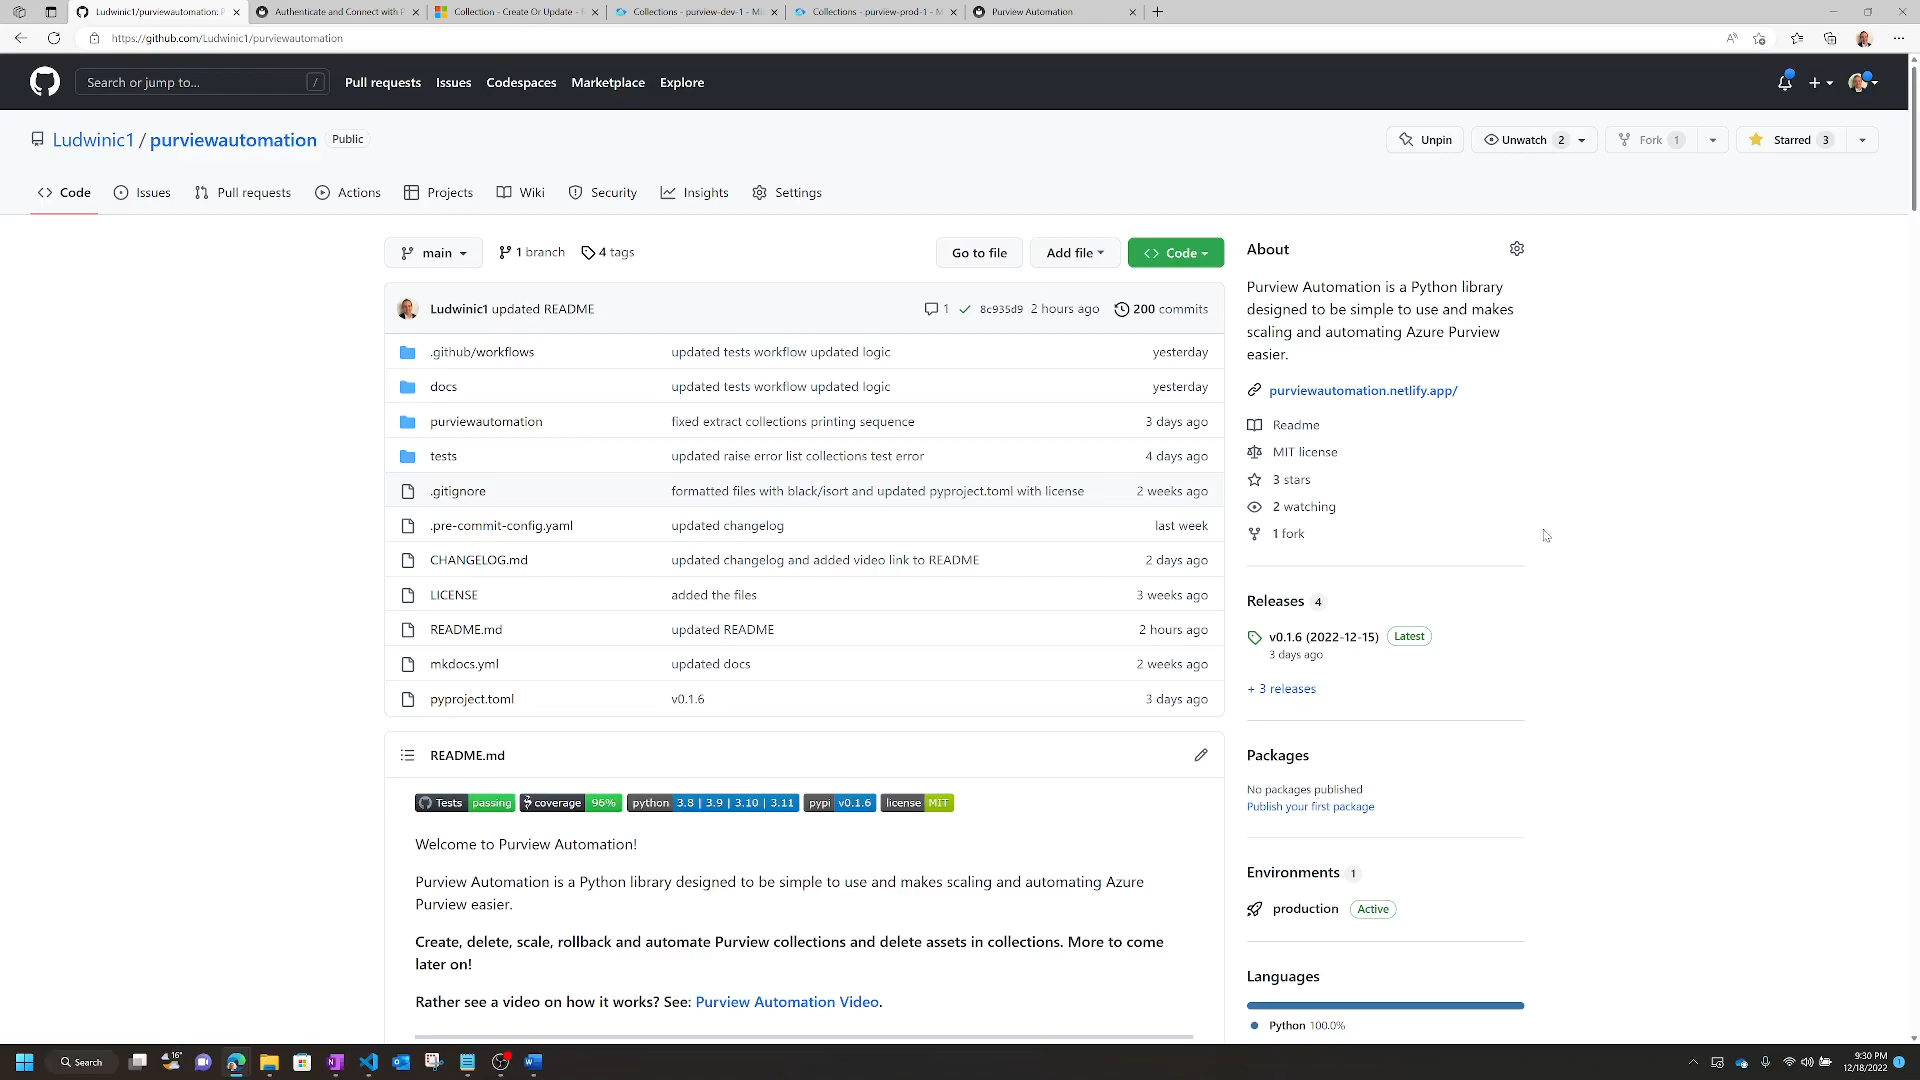 Ludwinic1/purviewautomation: P
Authenticate and Connect with P
Collection - Create Or Update -
Collections - purview-dev-1 - Mi
Collections - purview-prod-1 - M
Purview Automation
https://github.com/Ludwinic1/purviewautomation
Search or jump to...
/
Pull requests
Issues
Codespaces
Marketplace
Explore
Ludwinic1 / purviewautomation
Public
Unpin
Unwatch 2
Fork 1
Starred 3
Code
Issues
Pull requests
Actions
Projects
Wiki
Security
Insights
Settings
main
1 branch
4 tags
Go to file
Add file
Code
Ludwinic1 updated README
1
8c935d9 2 hours ago
200 commits
.github/workflows
updated tests workflow updated logic
yesterday
docs
updated tests workflow updated logic
yesterday
purviewautomation
fixed extract collections printing sequence
3 days ago
tests
updated raise error list collections test error
4 days ago
.gitignore
formatted files with black/isort and updated pyproject.toml with license
2 weeks ago
.pre-commit-config.yaml
updated changelog
last week
CHANGELOG.md
updated changelog and added video link to README
2 days ago
LICENSE
added the files
3 weeks ago
README.md
updated README
2 hours ago
mkdocs.yml
updated docs
2 weeks ago
pyproject.toml
v0.1.6
3 days ago
README.md
Tests passing
coverage 96%
python 3.8 | 3.9 | 3.10 | 3.11
pypi v0.1.6
license MIT
Welcome to Purview Automation!
Purview Automation is a Python library designed to be simple to use and makes scaling and automating Azure
Purview easier.
Create, delete, scale, rollback and automate Purview collections and delete assets in collections. More to come
later on!
Rather see a video on how it works? See: Purview Automation Video.
About
Purview Automation is a Python library
designed to be simple to use and makes
scaling and automating Azure Purview
easier.
purviewautomation.netlify.app/
Readme
MIT license
3 stars
2 watching
1 fork
Releases 4
v0.1.6 (2022-12-15) Latest
3 days ago
+ 3 releases
Packages
No packages published
Publish your first package
Environments 1
production Active
Languages
Python 100.0%
Search
16°
9:30 PM
12/18/2022
1